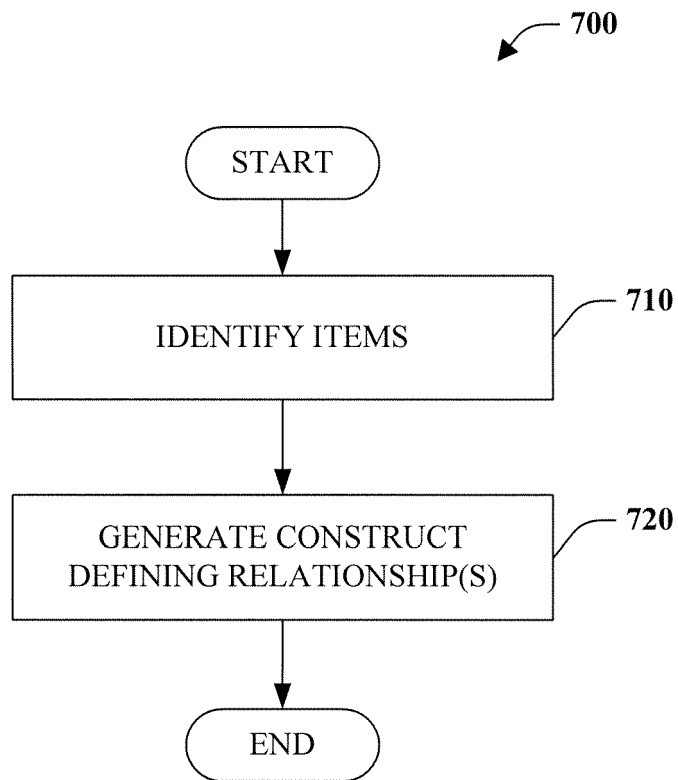 700
START
710
IDENTIFY ITEMS
720
GENERATE CONSTRUCT
DEFINING RELATIONSHIP(S)
END